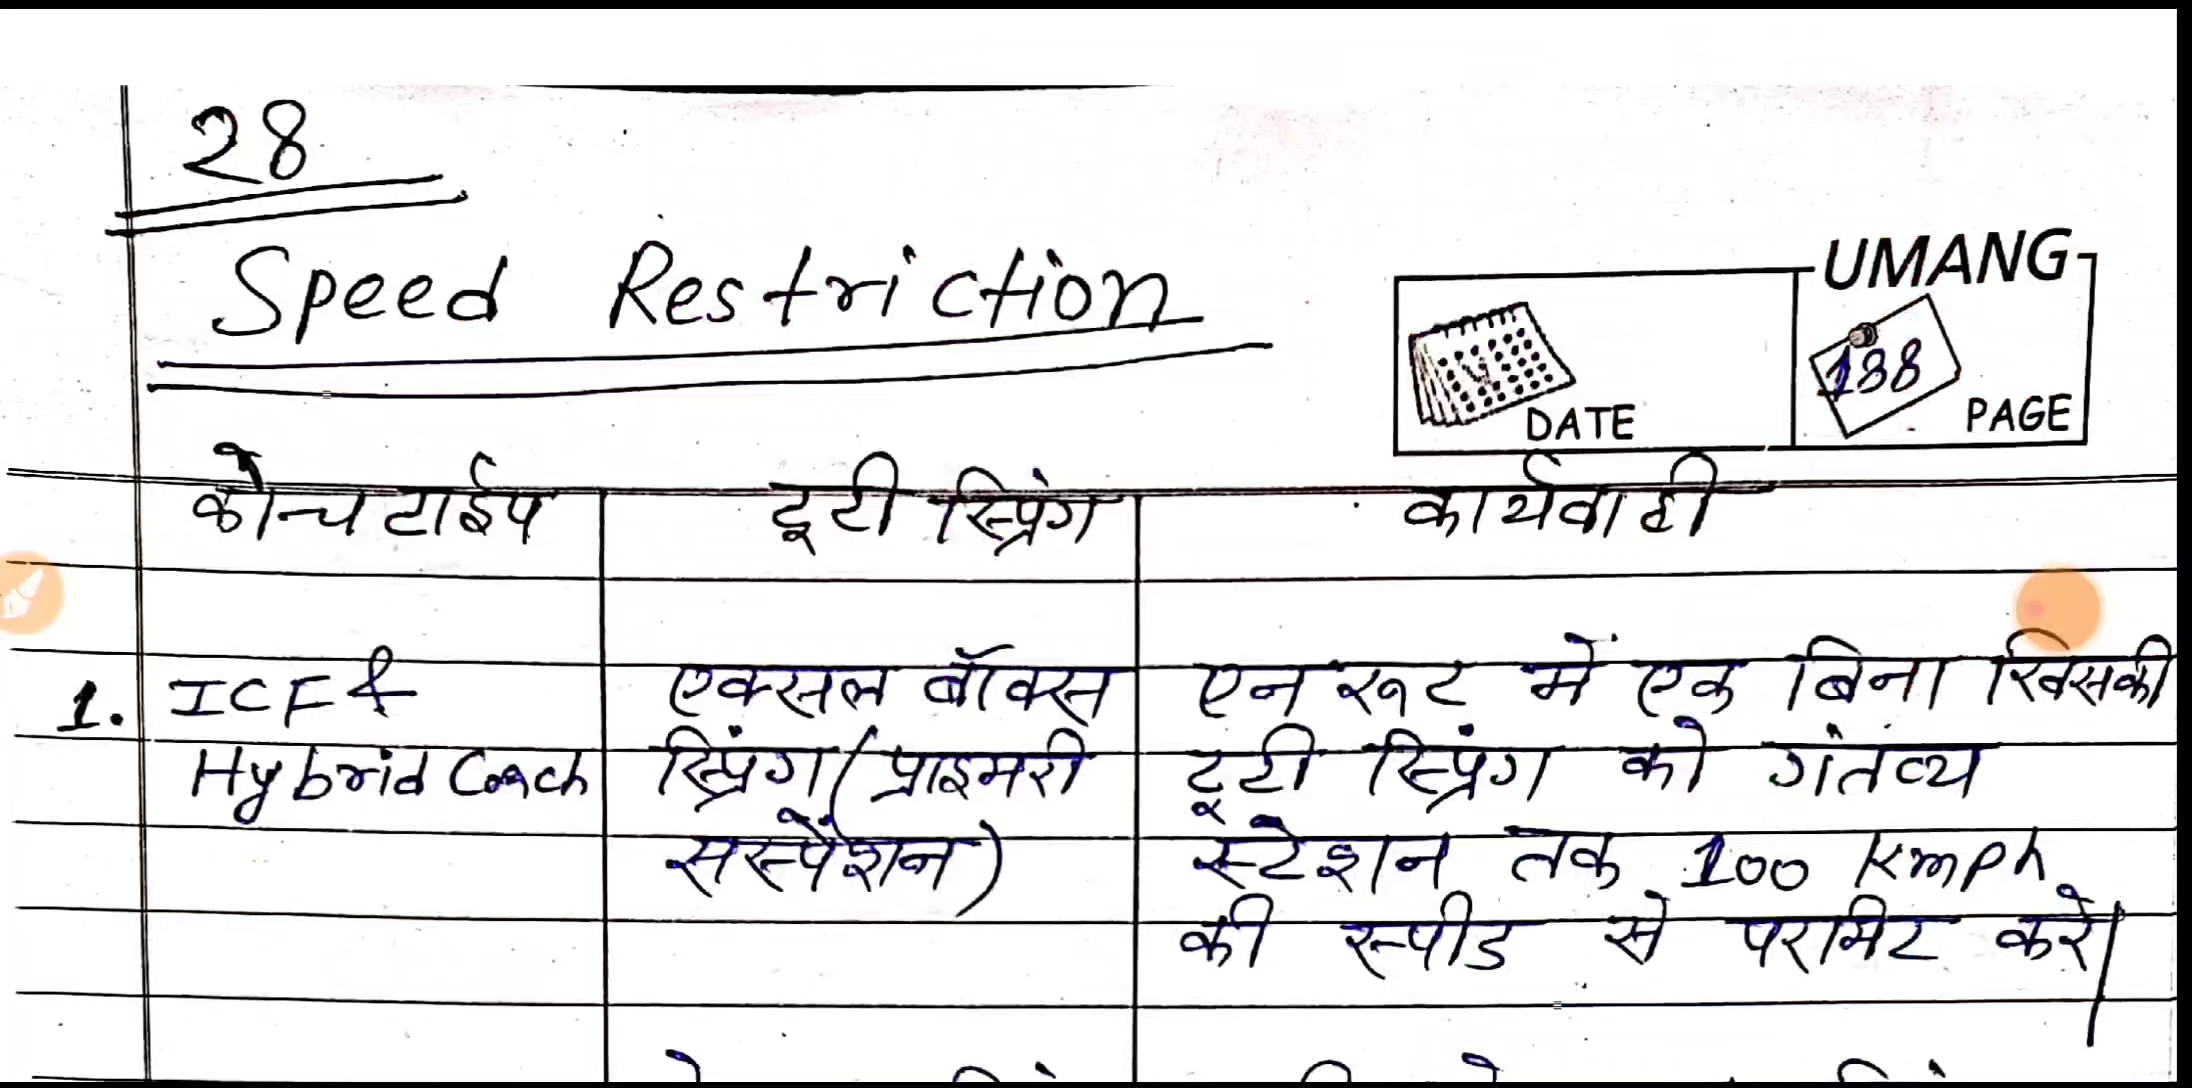 28
Speed Restriction
UMANG
188
DATE
PAGE
कोच टाईप टूटी स्प्रिंग कार्यवाही
1. ICF & एक्सल बॉक्स एन रूट में एक बिना खिसकी
Hybrid Coach स्प्रिंग (प्राइमरी टूटी स्प्रिंग को गंतव्य
सस्पेंशन) स्टेशन तक 100 Kmph
की स्पीड से परमिट करे।